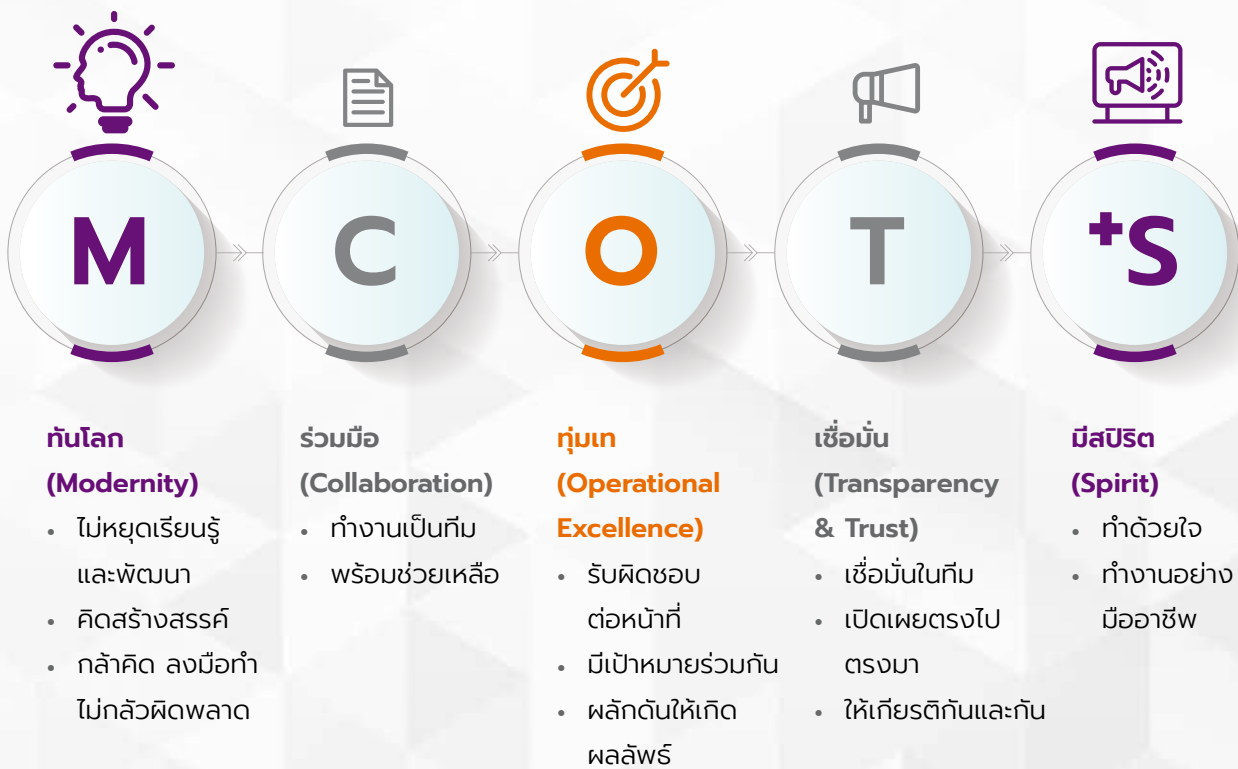 M
C
O
T
+S
ทันโลก
(Modernity)
• ไม่หยุดเรียนรู้
และพัฒนา
• คิดสร้างสรรค์
• กล้าคิด ลงมือทำ
ไม่กลัวผิดพลาด
ร่วมมือ
(Collaboration)
• ทำงานเป็นทีม
• พร้อมช่วยเหลือ
ทุ่มเท
(Operational
Excellence)
• รับผิดชอบ
ต่อหน้าที่
• มีเป้าหมายร่วมกัน
• ผลักดันให้เกิด
ผลลัพธ์
เชื่อมั่น
(Transparency
& Trust)
• เชื่อมั่นในทีม
• เปิดเผยตรงไป
ตรงมา
• ให้เกียรติกันและกัน
มีสปิริต
(Spirit)
• ทำด้วยใจ
• ทำงานอย่าง
มืออาชีพ